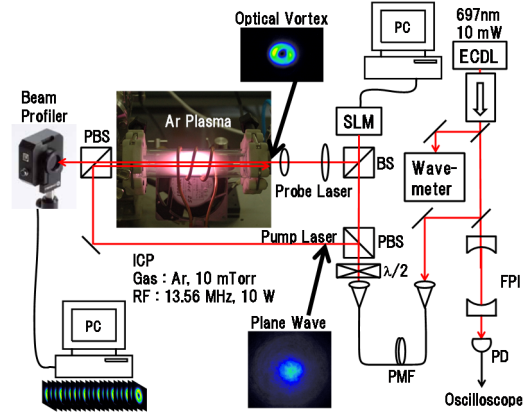 Optical Vortex
PC
697nm
10 mW
ECDL
Beam
Profiler
PBS
Ar Plasma
SLM
BS
Wave-
meter
Probe Laser
Pump Laser
PBS
λ/2
ICP
Gas : Ar, 10 mTorr
RF : 13.56 MHz, 10 W
FPI
PC
Plane Wave
PMF
PD
Oscilloscope